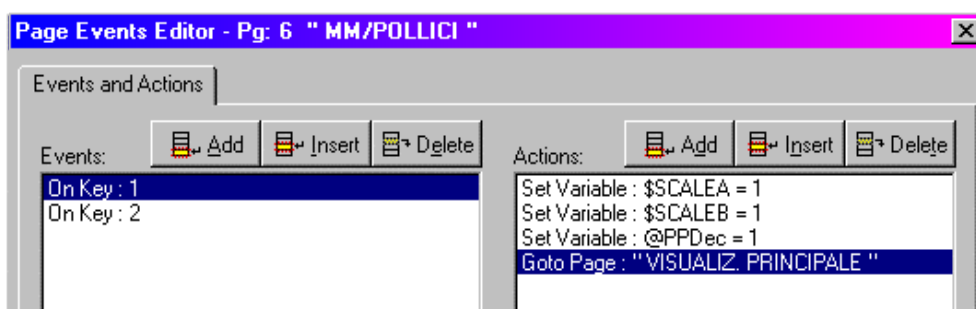 Page Events Editor - Pg: 6 " MM/POLLICI "
Events and Actions
Events: Add Insert Delete
On Key : 1
On Key : 2
Actions: Add Insert Delete
Set Variable : $SCALEA = 1
Set Variable : $SCALEB = 1
Set Variable : @PPDec = 1
Goto Page : " VISUALIZ. PRINCIPALE "